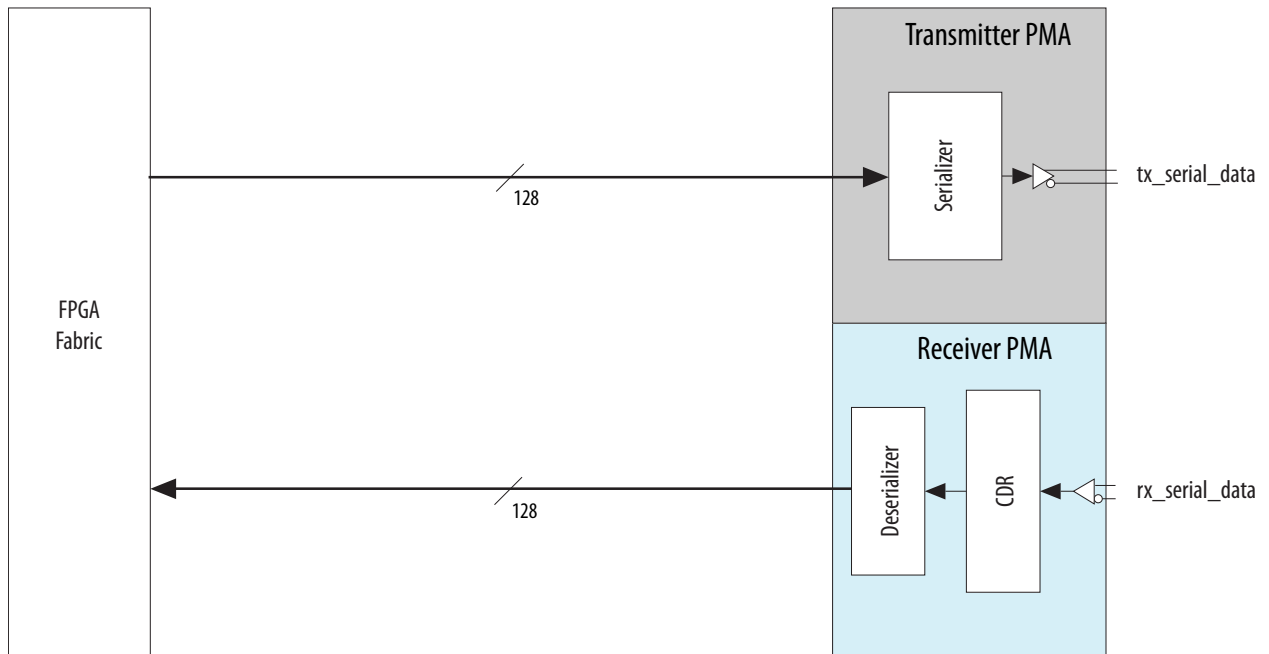 Transmitter PMA
Serializer
tx_serial_data
128
FPGA
Fabric
Receiver PMA
Deserializer
CDR
rx_serial_data
128